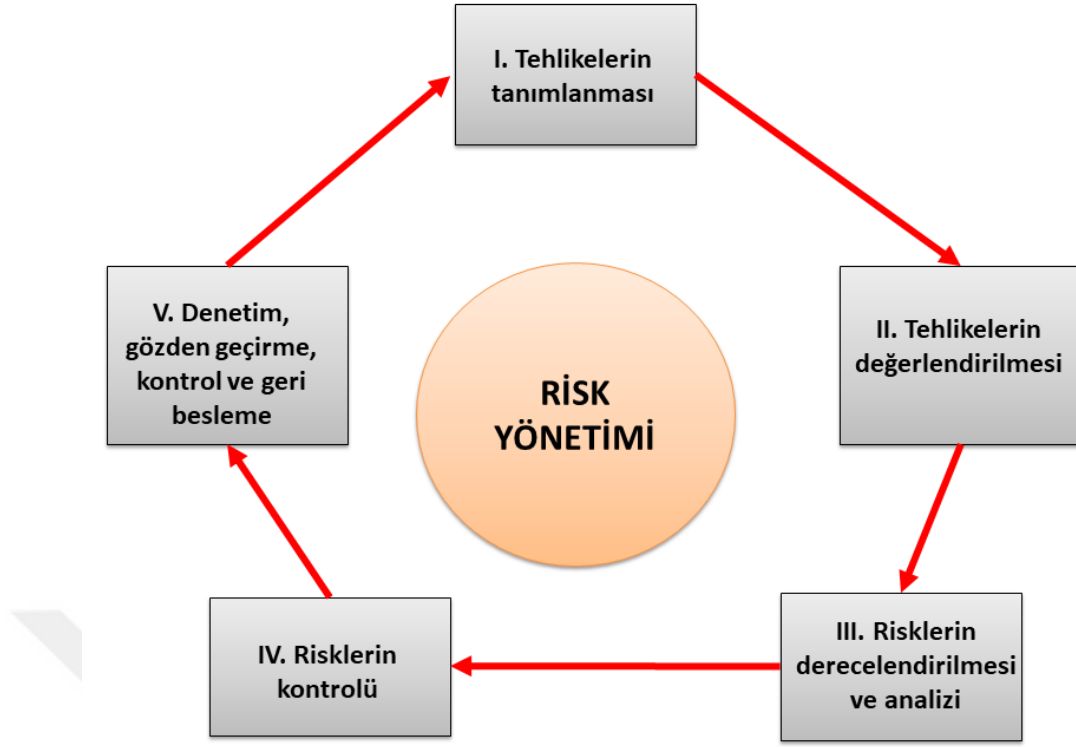 I. Tehlikelerin
tanımlanması
II. Tehlikelerin
değerlendirilmesi
III. Risklerin
derecelendirilmesi
ve analizi
IV. Risklerin
kontrolü
V. Denetim,
gözden geçirme,
kontrol ve geri
besleme
RİSK
YÖNETİMİ